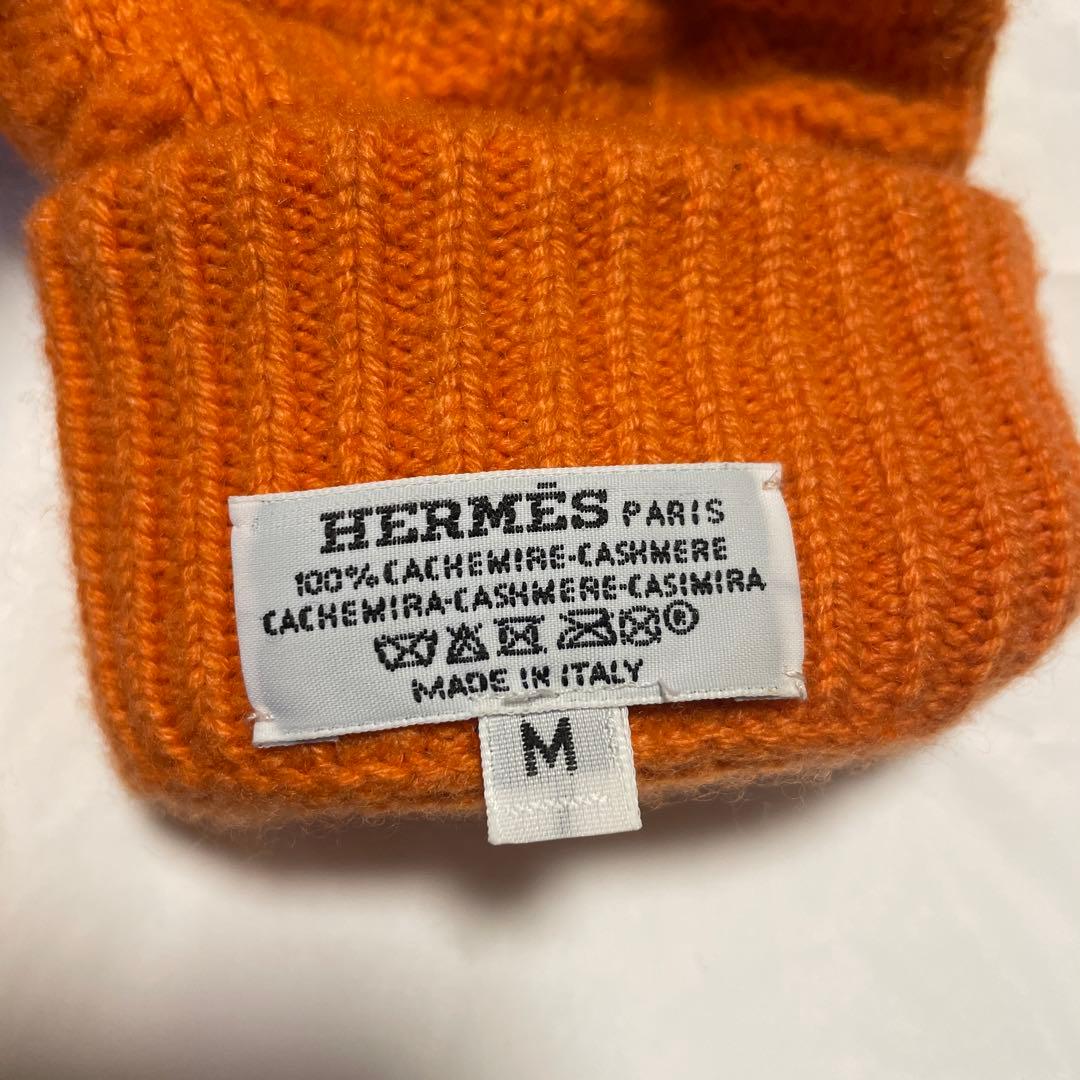 HERMÈS PARIS
100% CACHEMIRE-CASHMERE
CACHEMIRA-CASHMERE-CASIMIRA
®
MADE IN ITALY
M